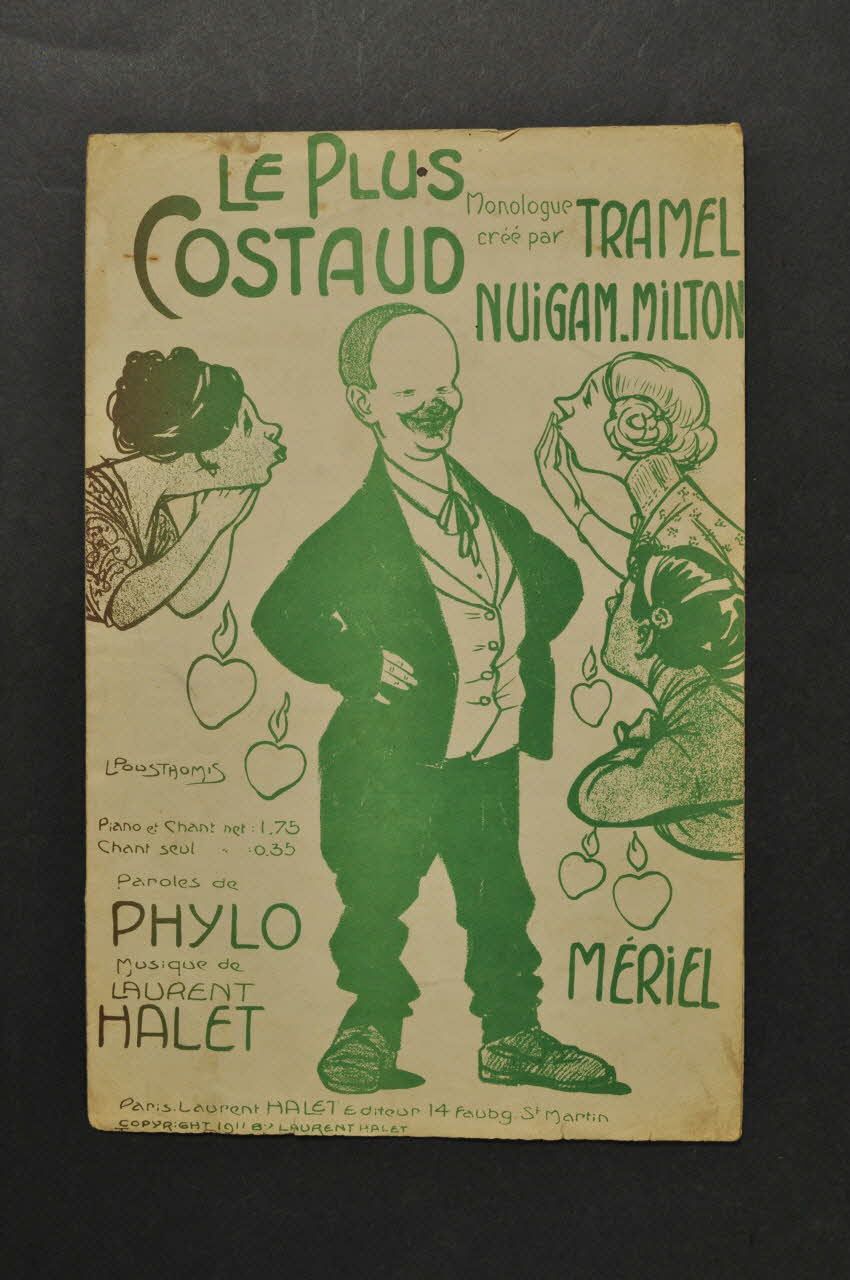 LE PLUS
COSTAUD
Monologue
créé par
TRAMEL
NUiGAM.MiLTON
LPOUSTHOMIS
Piano et Chant net : 1.75
Chant seul " : 0.35
Paroles de
PHYLO
Musique de
LAURENT
HALET
MÉRiEL
Paris. Laurent HALET Editeur 14 Faubg. St Martin
COPYRIGHT 1911 BY LAURENT HALET